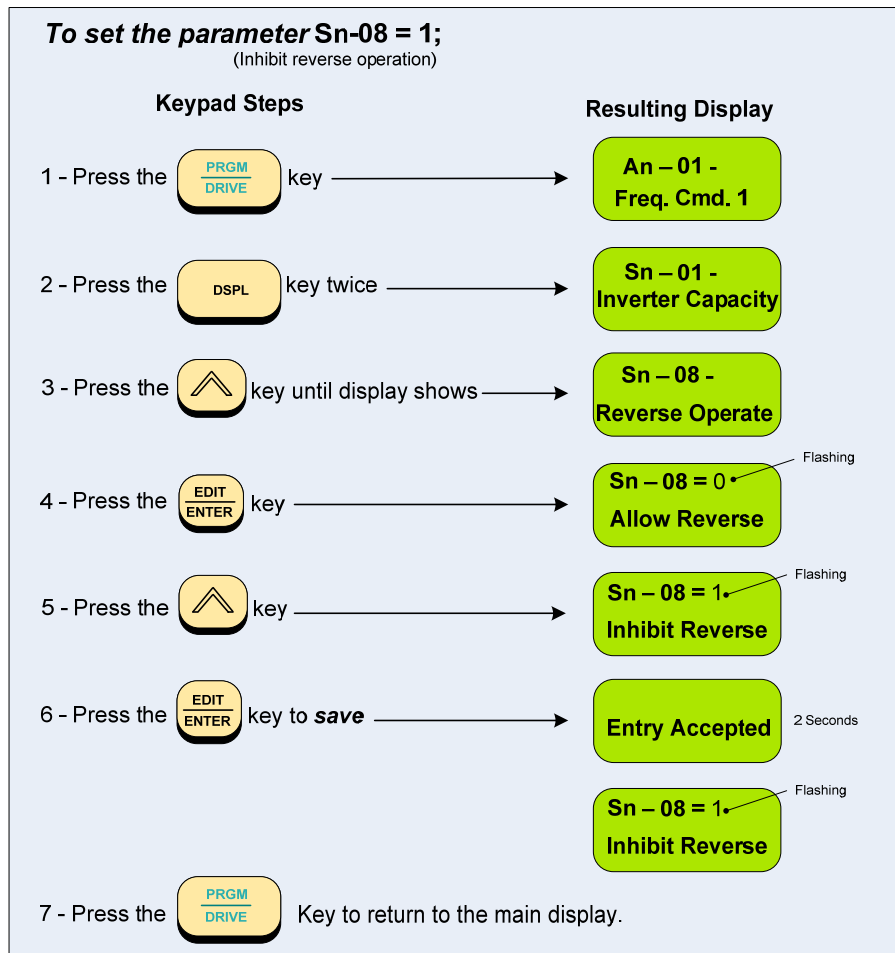 To set the parameter Sn-08 = 1;
(Inhibit reverse operation)
Keypad Steps
Resulting Display
1 - Press the PRGM DRIVE key
An – 01 -
Freq. Cmd. 1
2 - Press the DSPL key twice
Sn – 01 -
Inverter Capacity
3 - Press the key until display shows
Sn – 08 -
Reverse Operate
4 - Press the EDIT ENTER key
Sn – 08 = 0
Allow Reverse
Flashing
5 - Press the key
Sn – 08 = 1
Inhibit Reverse
Flashing
6 - Press the EDIT ENTER key to save
Entry Accepted
2 Seconds
Sn – 08 = 1
Inhibit Reverse
Flashing
7 - Press the PRGM DRIVE Key to return to the main display.